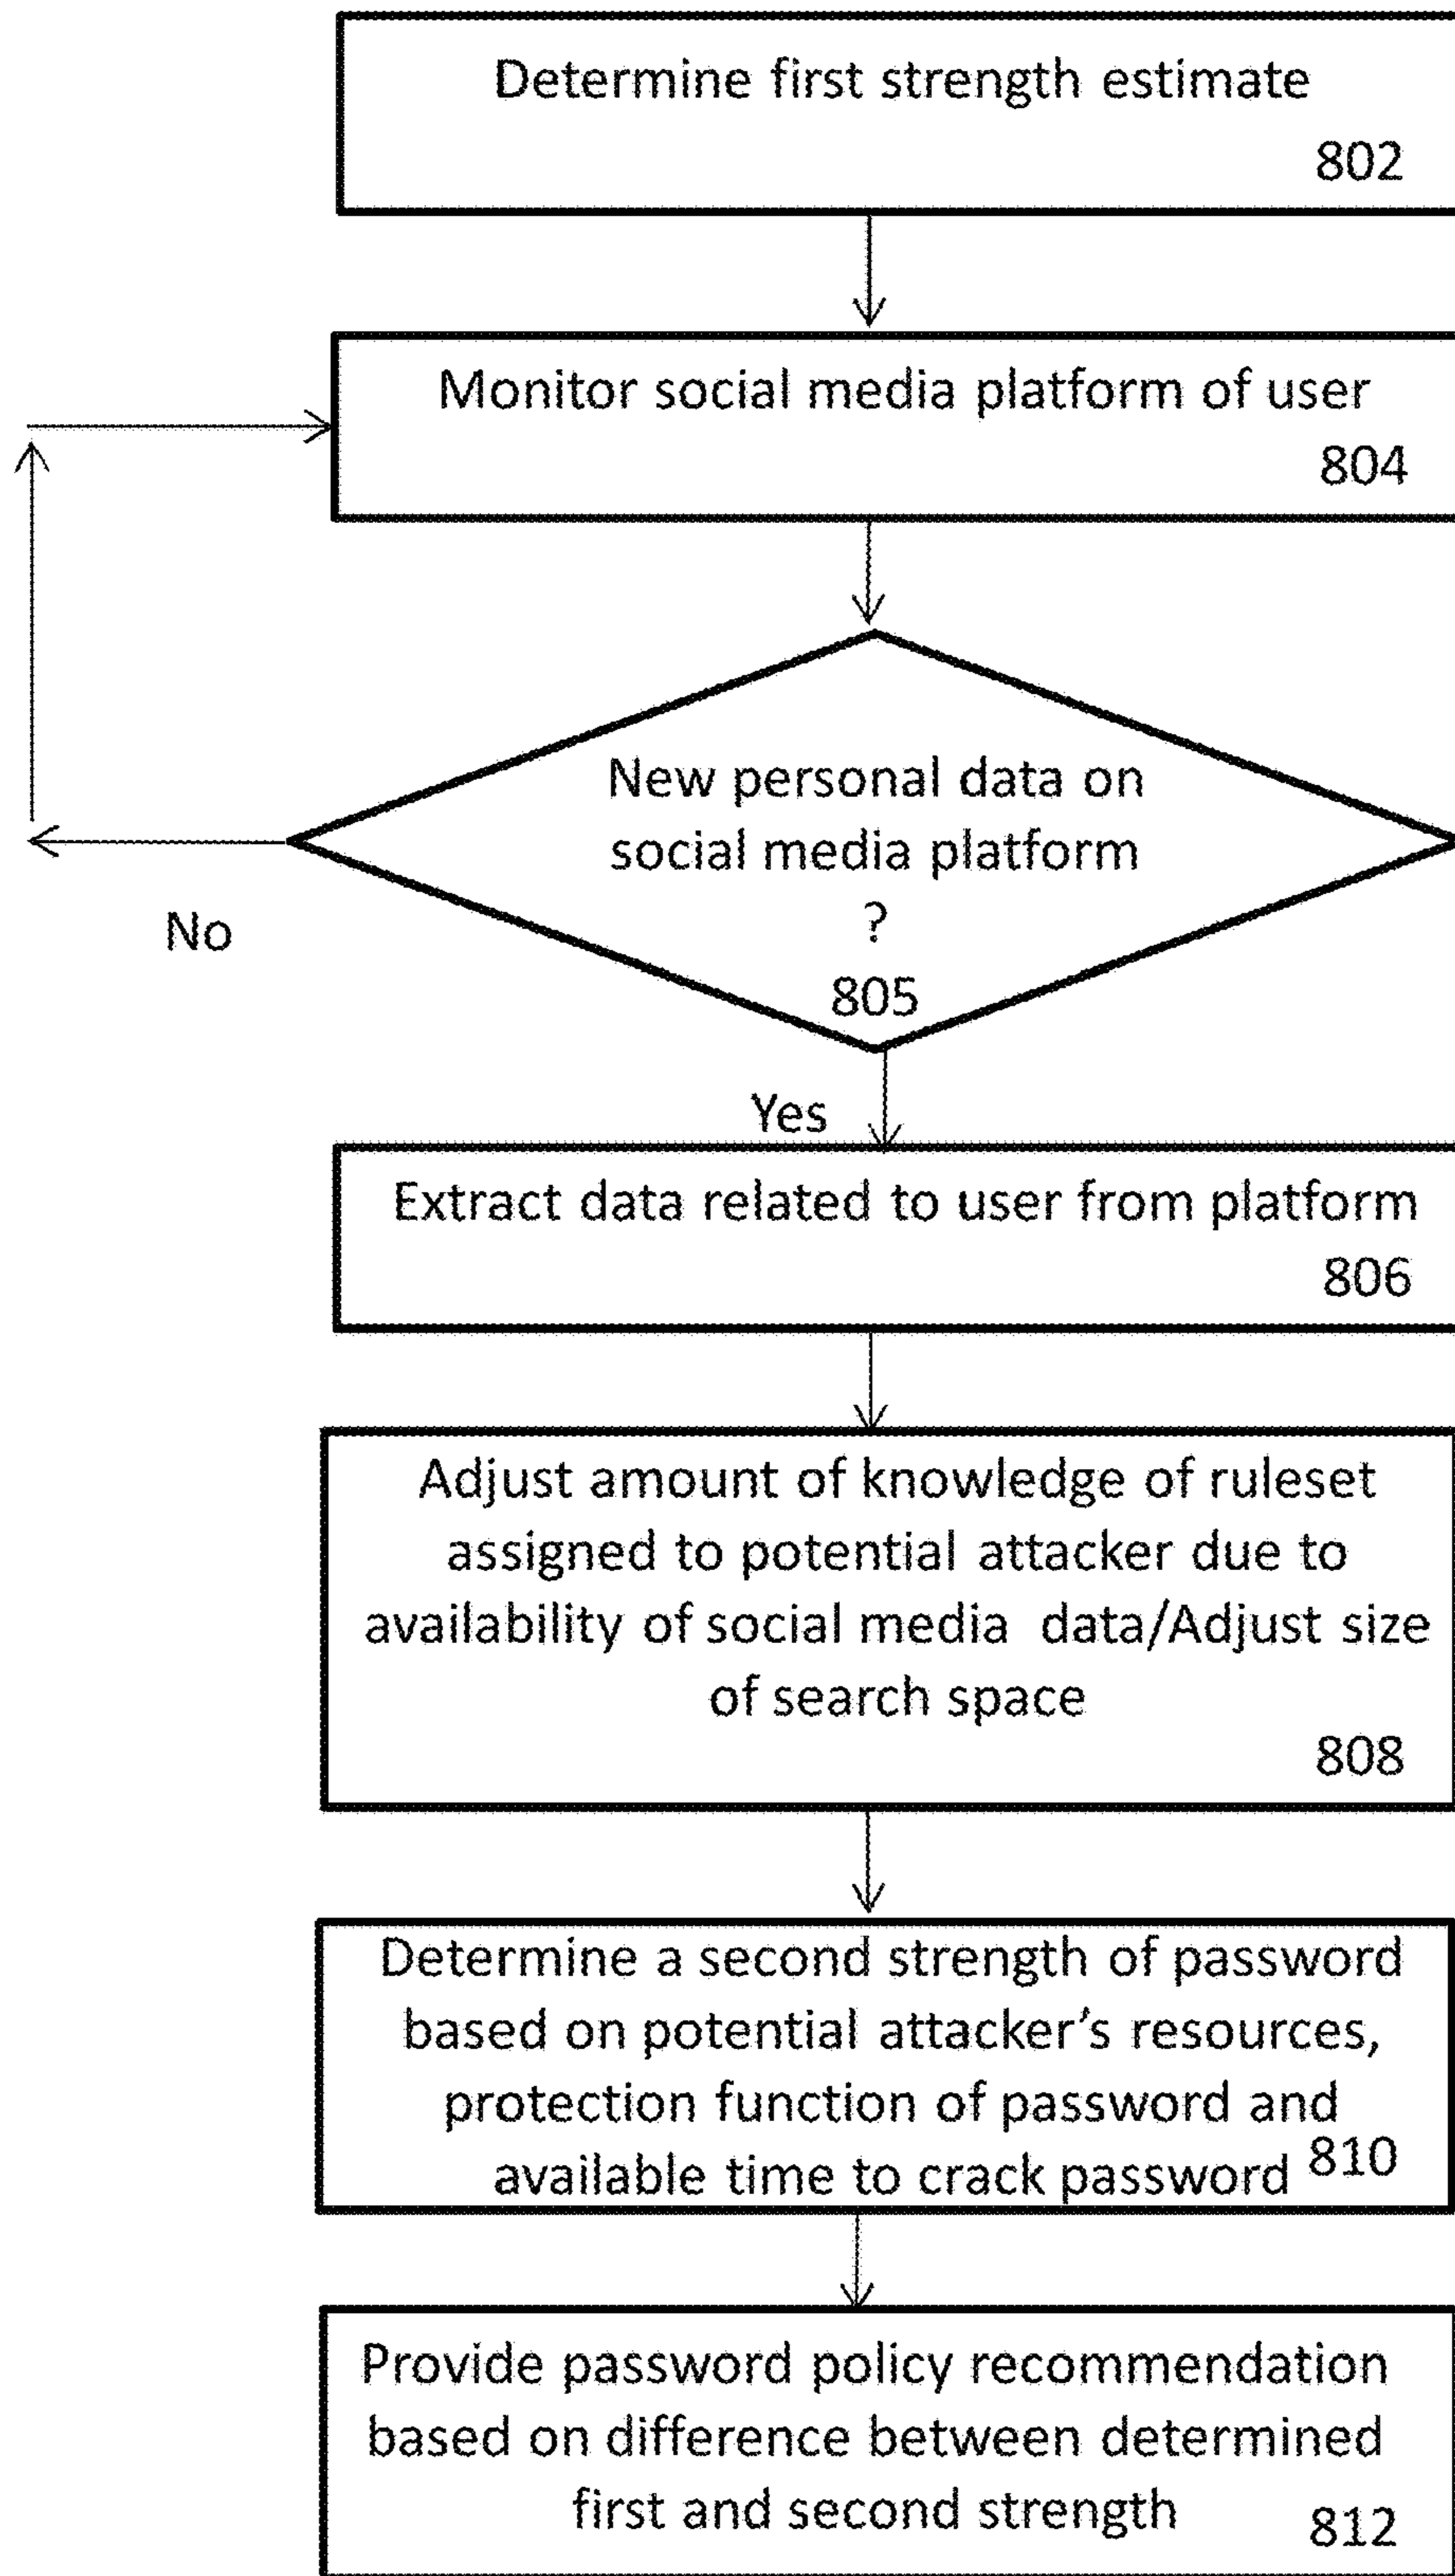 Determine first strength estimate
802
Monitor social media platform of user
804
New personal data on
social media platform
?
805
No
Yes
Extract data related to user from platform
806
Adjust amount of knowledge of ruleset
assigned to potential attacker due to
availability of social media data/Adjust size
of search space
808
Determine a second strength of password
based on potential attacker's resources,
protection function of password and
available time to crack password 810
Provide password policy recommendation
based on difference between determined
first and second strength 812